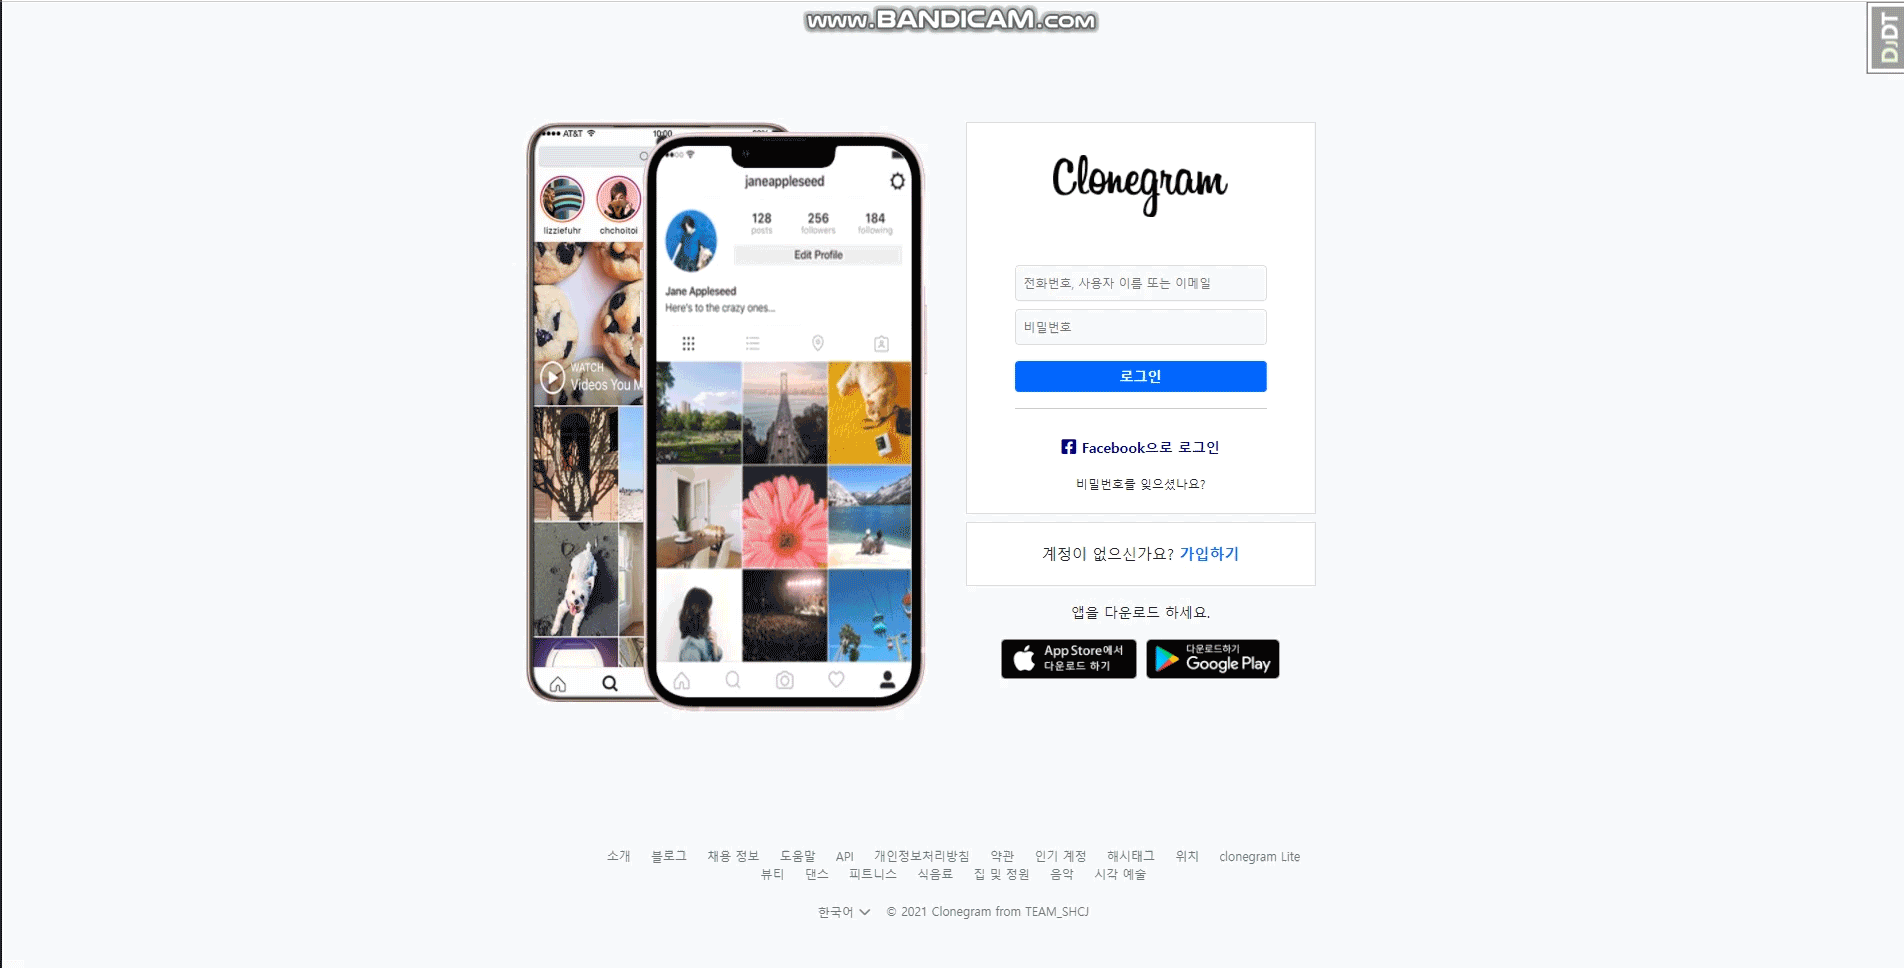 www.BANDICAM.com
DjDT
AT&T 10:00
lizziefuhr chchoitoi
WATCH
Videos You M
janeappleseed
128 256 184
posts followers following
Edit Profile
Jane Appleseed
Here's to the crazy ones...
Clonegram
전화번호, 사용자 이름 또는 이메일
비밀번호
로그인
Facebook으로 로그인
비밀번호를 잊으셨나요?
계정이 없으신가요? 가입하기
앱을 다운로드 하세요.
App Store에서
다운로드 하기
다운로드하기
Google Play
소개 블로그 채용 정보 도움말 API 개인정보처리방침 약관 인기 계정 해시태그 위치 clonegram Lite
뷰티 댄스 피트니스 식음료 집 및 정원 음악 시각 예술
한국어 © 2021 Clonegram from TEAM_SHCJ